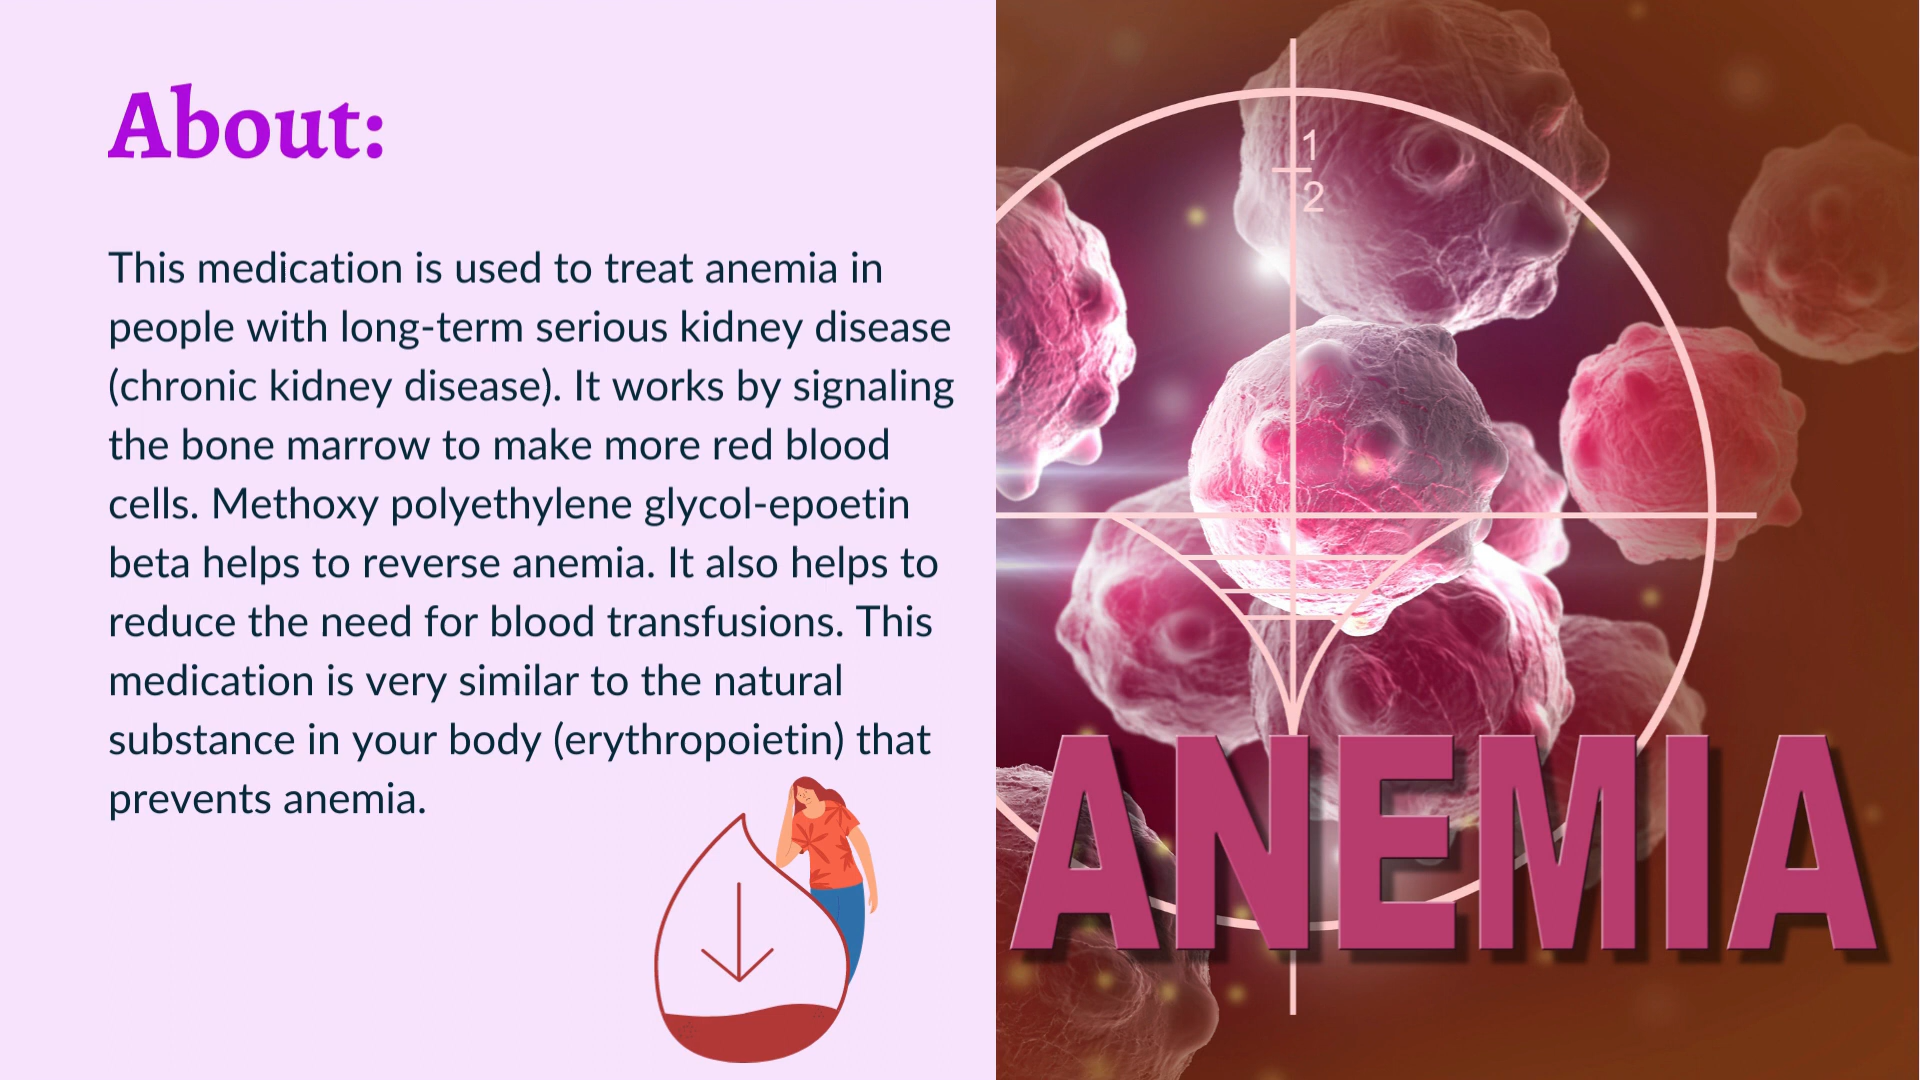 About:
This medication is used to treat anemia in
people with long-term serious kidney disease
(chronic kidney disease). It works by signaling
the bone marrow to make more red blood
cells. Methoxy polyethylene glycol-epoetin
beta helps to reverse anemia. It also helps to
reduce the need for blood transfusions. This
medication is very similar to the natural
substance in your body (erythropoietin) that
prevents anemia.
1
2
ANEMIA